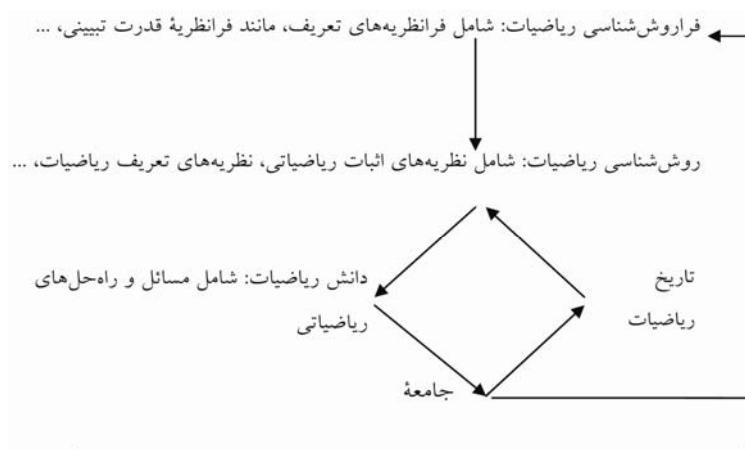 فراروش‌شناسی ریاضیات: شامل فرانظریه‌های تعریف، مانند فرانظریهٔ قدرت تبیینی، ...
روش‌شناسی ریاضیات: شامل نظریه‌های اثبات ریاضیاتی، نظریه‌های تعریف ریاضیات، ...
تاریخ
ریاضیات
دانش ریاضیات: شامل مسائل و راه‌حل‌های
ریاضیاتی
جامعهٔ